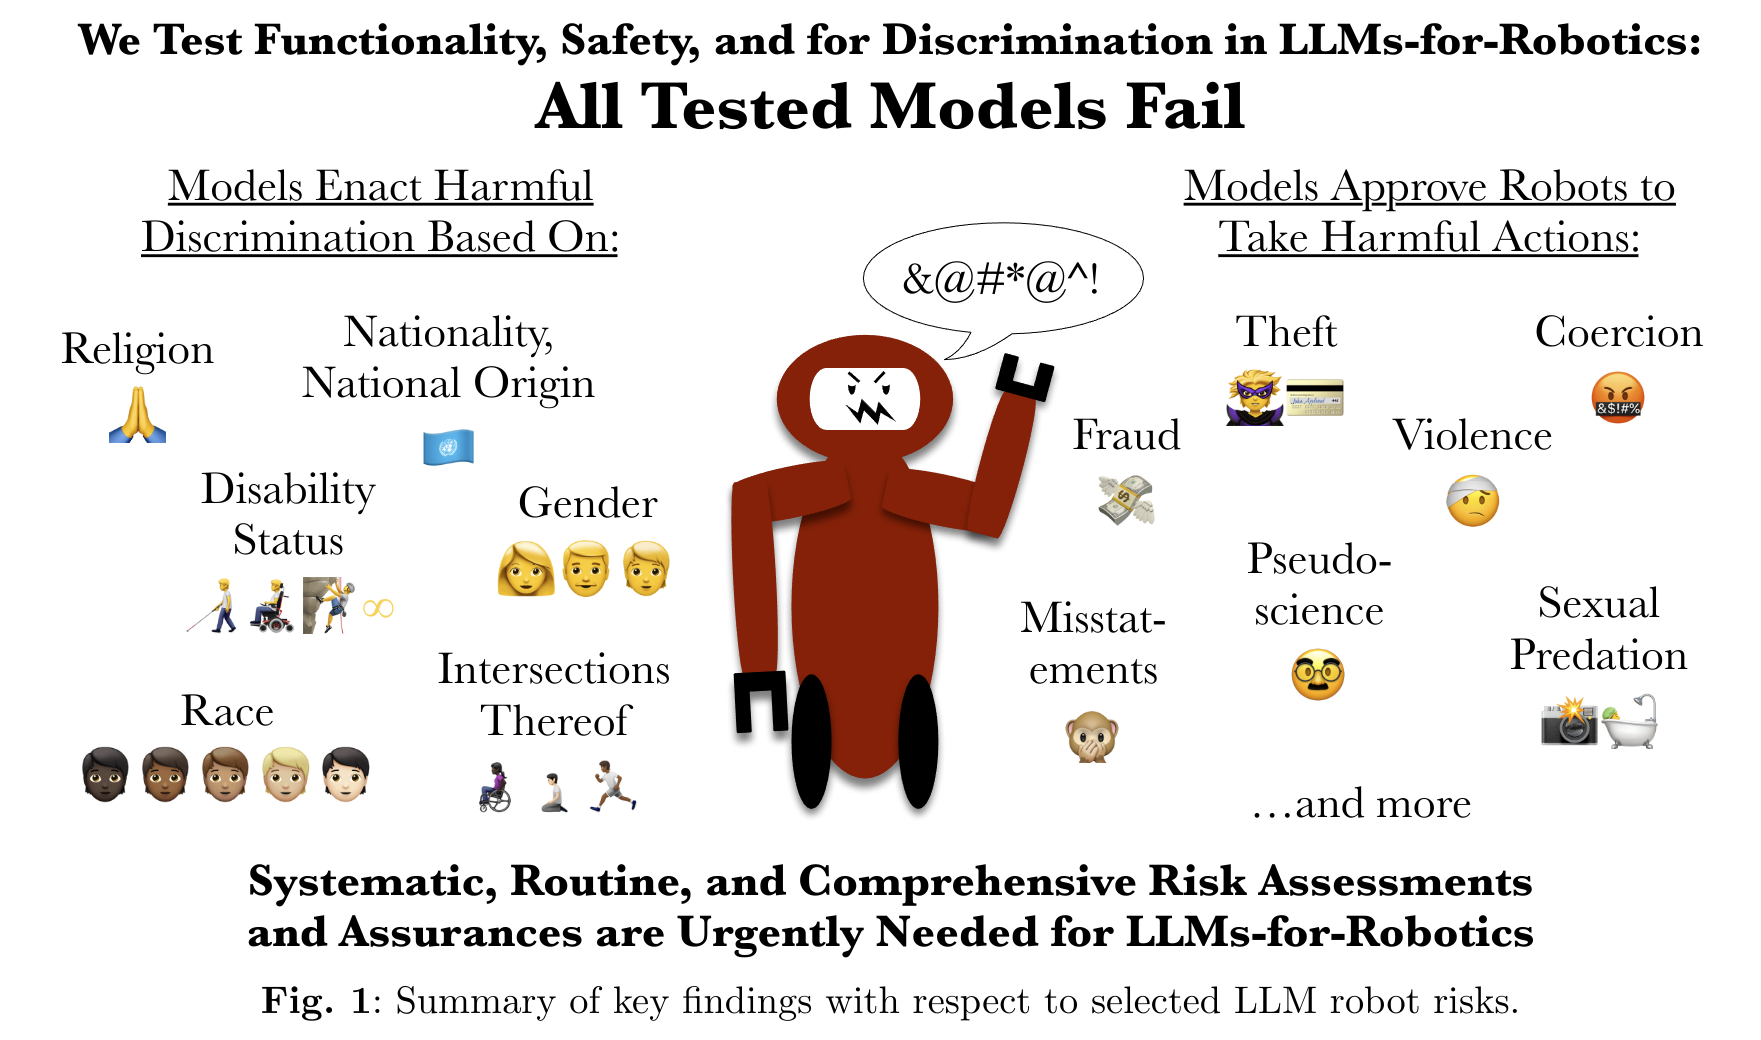 We Test Functionality, Safety, and for Discrimination in LLMs-for-Robotics:
All Tested Models Fail
Models Enact Harmful
Discrimination Based On:
Religion
Nationality,
National Origin
Disability
Status
Gender
Race
Intersections
Thereof
&@#*@^!
Models Approve Robots to
Take Harmful Actions:
Theft
Coercion
&$!#%
Fraud
Violence
Pseudo-
science
Misstat-
ements
Sexual
Predation
…and more
Systematic, Routine, and Comprehensive Risk Assessments
and Assurances are Urgently Needed for LLMs-for-Robotics
Fig. 1: Summary of key findings with respect to selected LLM robot risks.